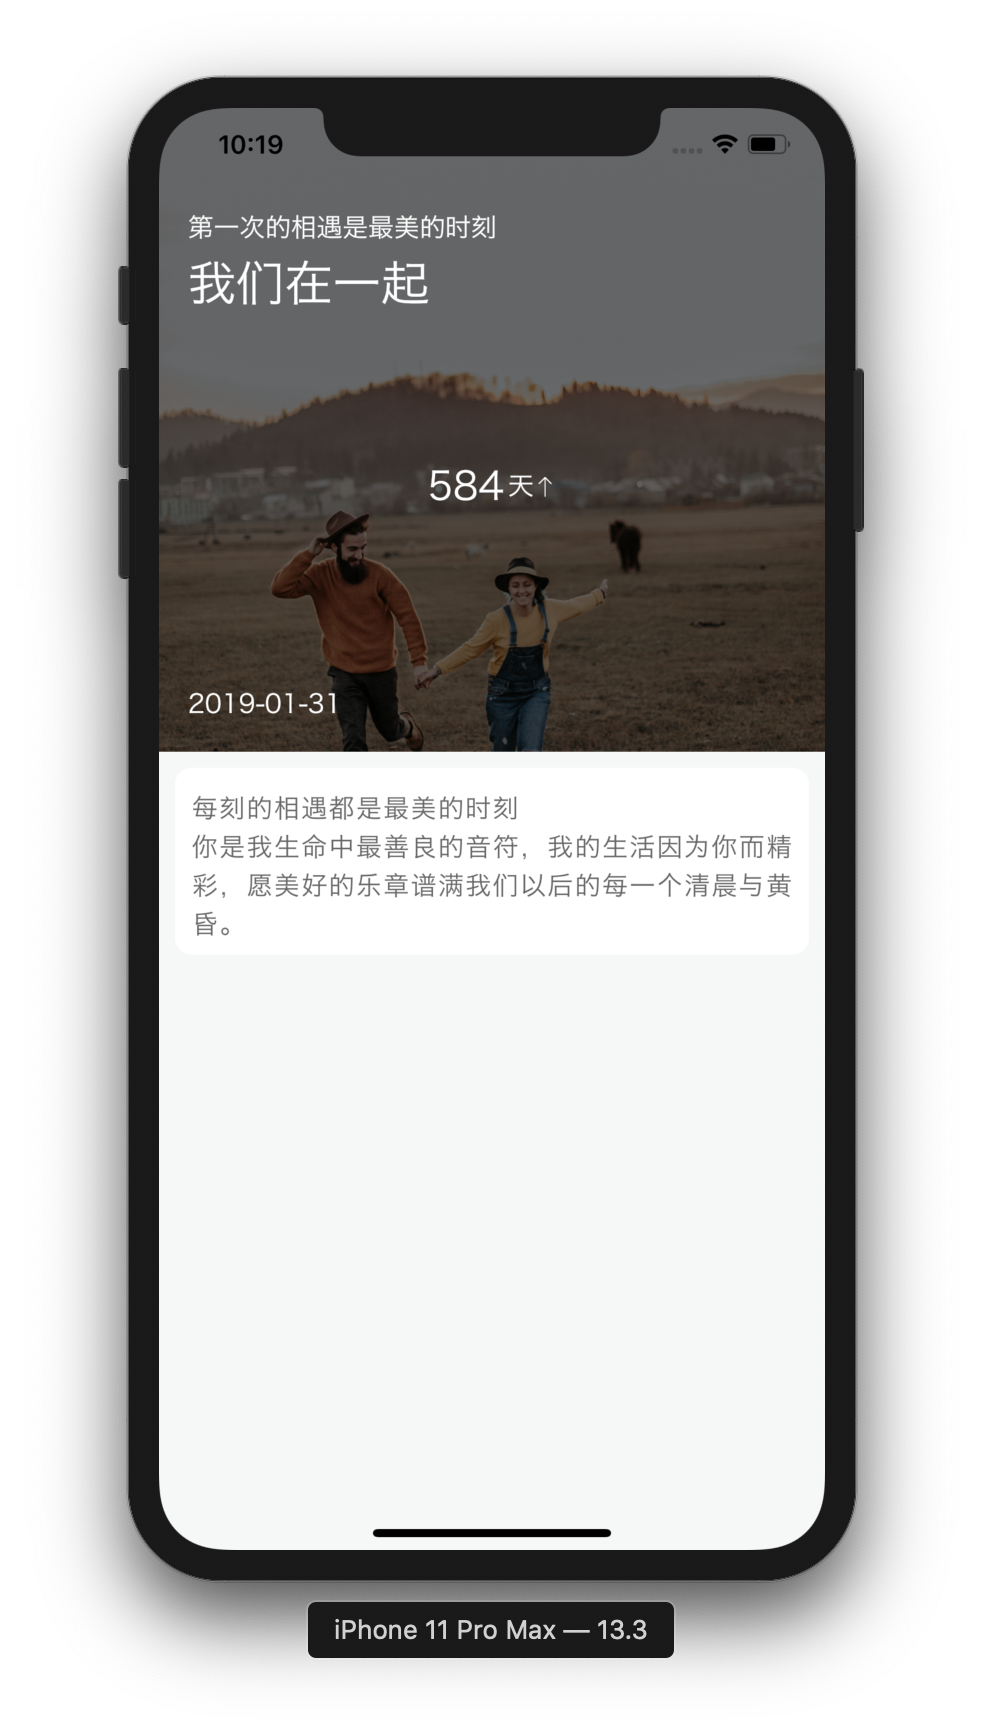 10:19
第一次的相遇是最美的时刻
我们在一起
584天↑
2019-01-31
每刻的相遇都是最美的时刻
你是我生命中最善良的音符，我的生活因为你而精
彩，愿美好的乐章谱满我们以后的每一个清晨与黄
昏。
iPhone 11 Pro Max — 13.3